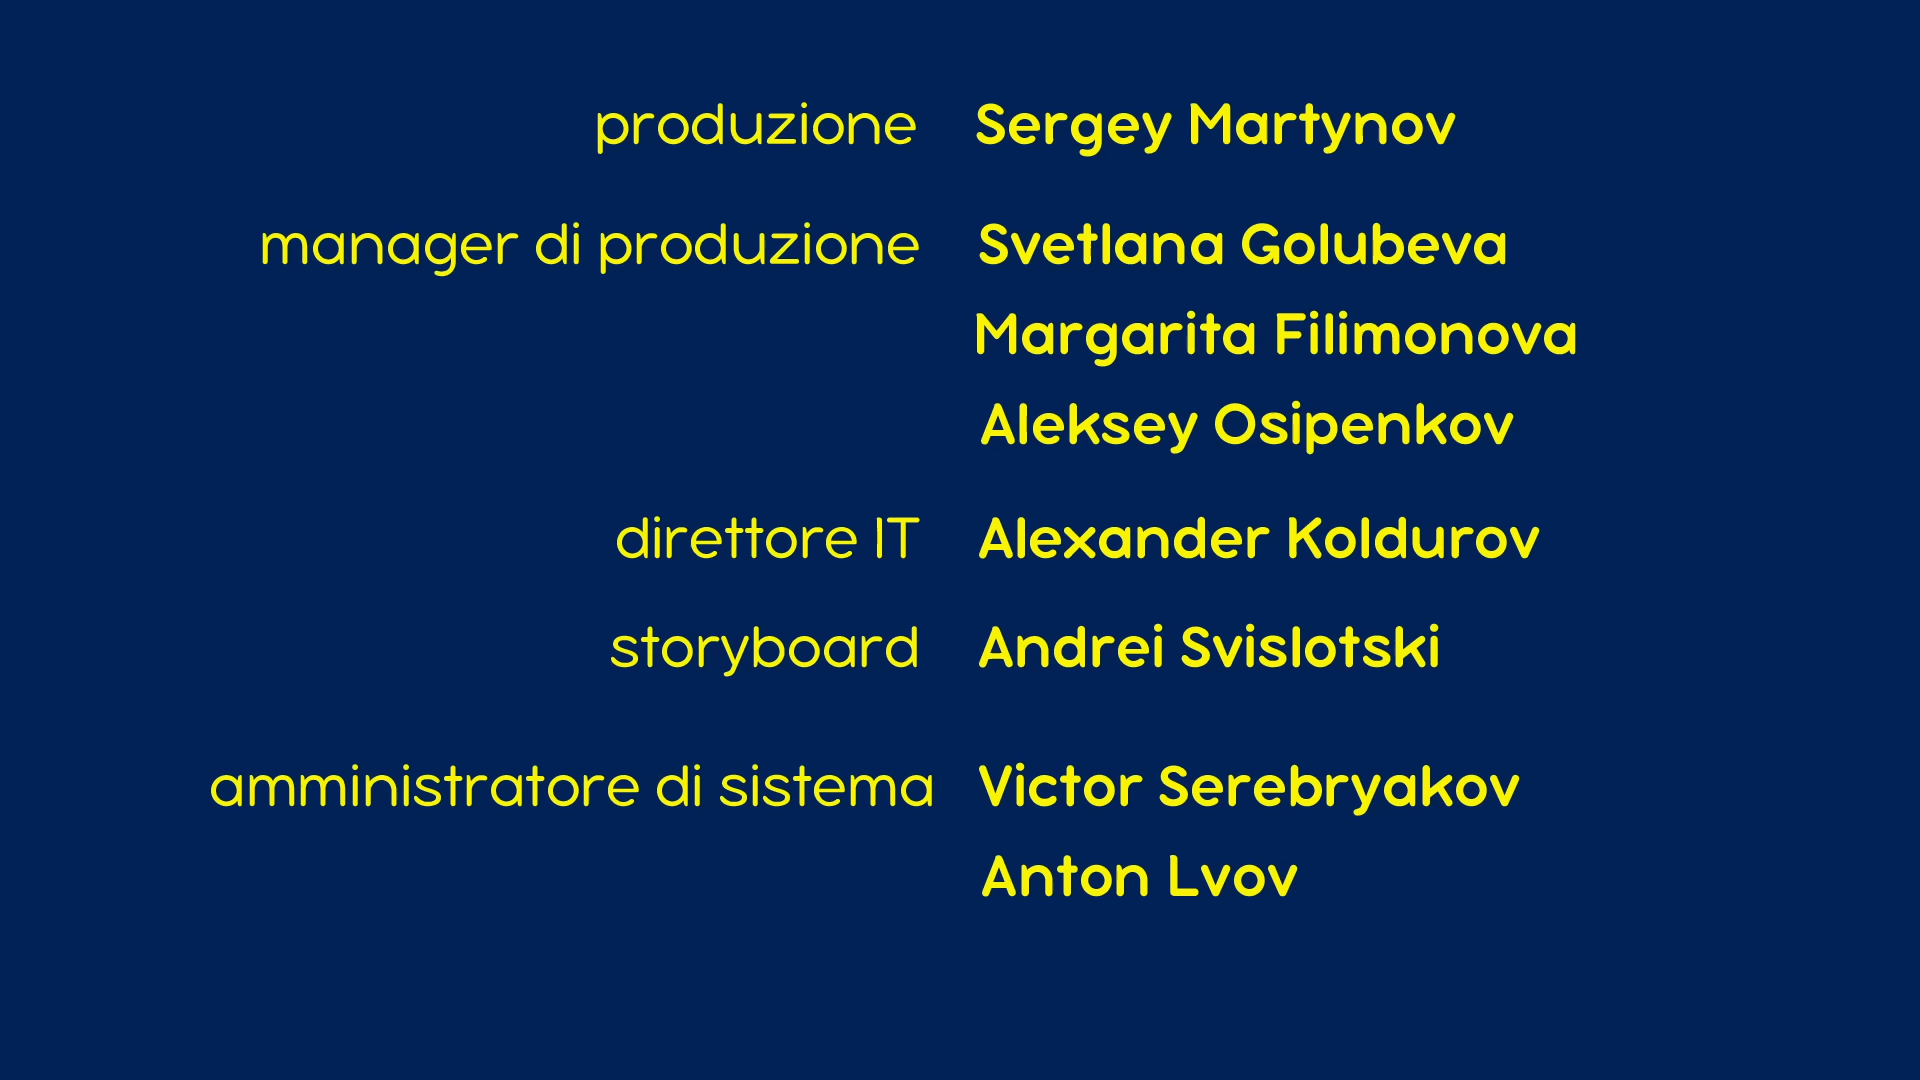 produzione Sergey Martynov
manager di produzione Svetlana Golubeva
Margarita Filimonova
Aleksey Osipenkov
direttore IT Alexander Koldurov
storyboard Andrei Svislotski
amministratore di sistema Victor Serebryakov
Anton Lvov